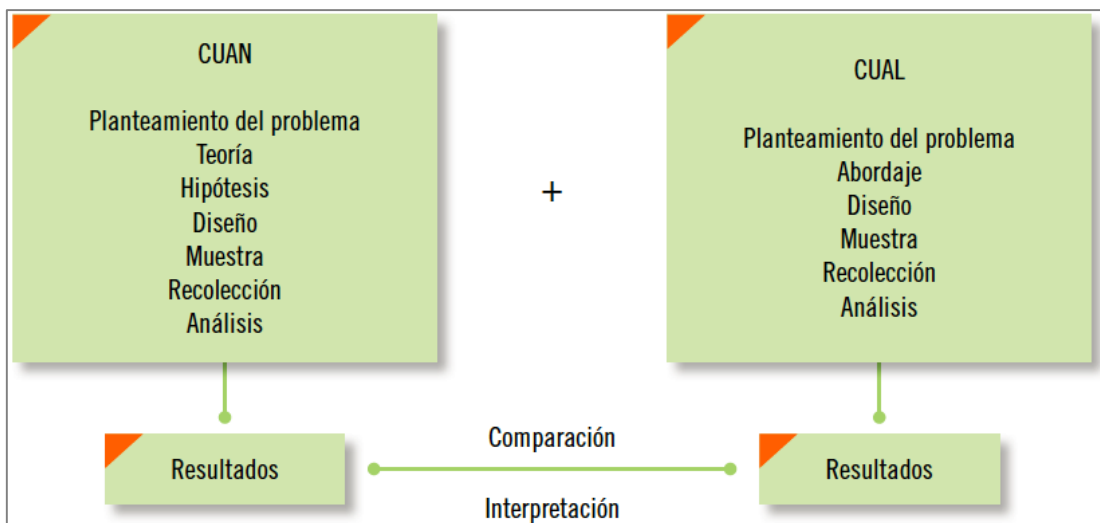 CUAN
Planteamiento del problema
Teoría
Hipótesis
Diseño
Muestra
Recolección
Análisis
+
CUAL
Planteamiento del problema
Abordaje
Diseño
Muestra
Recolección
Análisis
Resultados
Comparación
Interpretación
Resultados